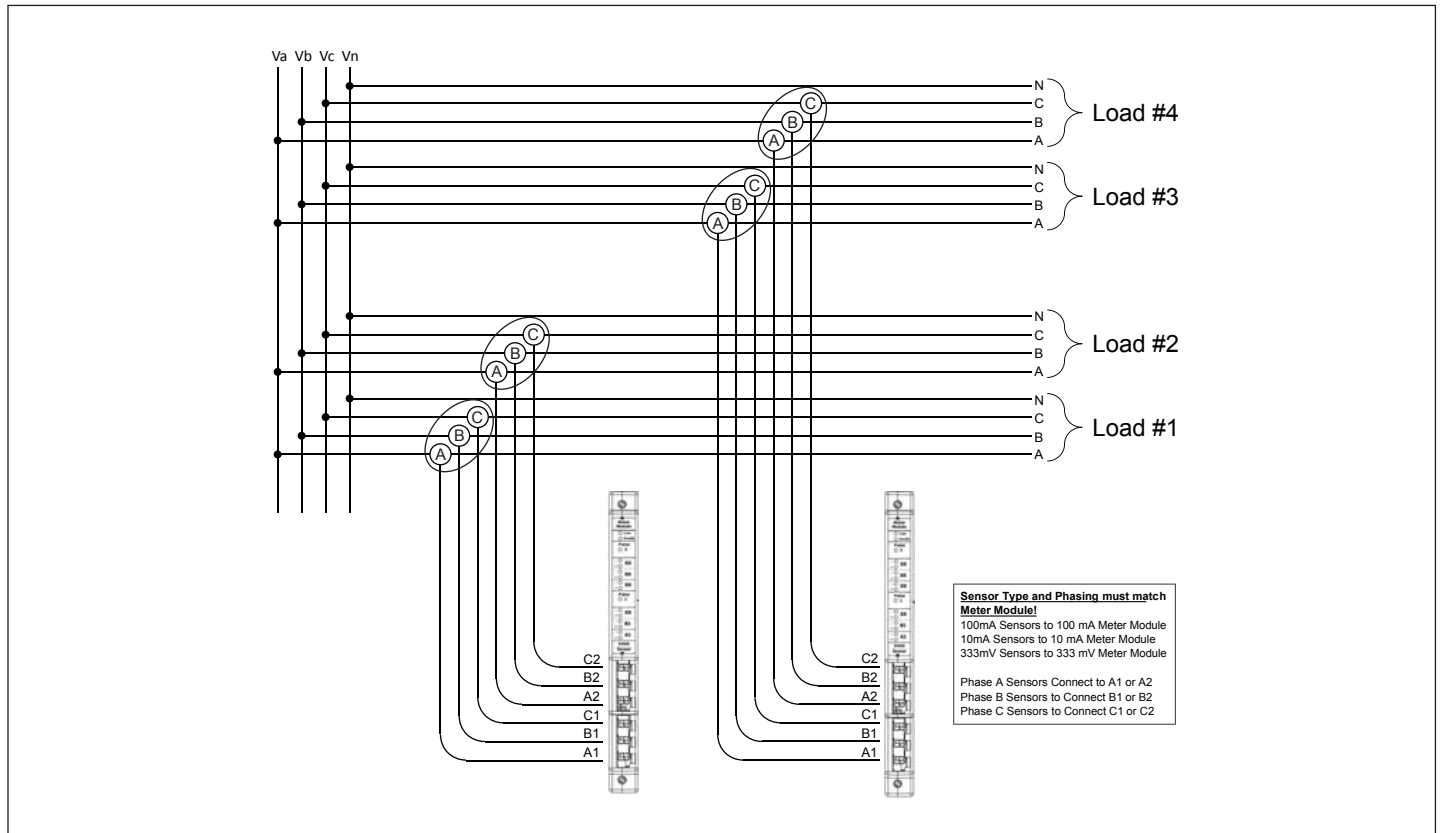 Va Vb Vc Vn
N
C
B
A
Load #4
C
B
A
N
C
B
A
Load #3
C
B
A
N
C
B
A
Load #2
C
B
A
N
C
B
A
Load #1
C
B
A
C2
B2
A2
C1
B1
A1
C2
B2
A2
C1
B1
A1
Sensor Type and Phasing must match
Meter Module!
100mA Sensors to 100 mA Meter Module
10mA Sensors to 10 mA Meter Module
333mV Sensors to 333 mV Meter Module
Phase A Sensors Connect to A1 or A2
Phase B Sensors to Connect B1 or B2
Phase C Sensors to Connect C1 or C2